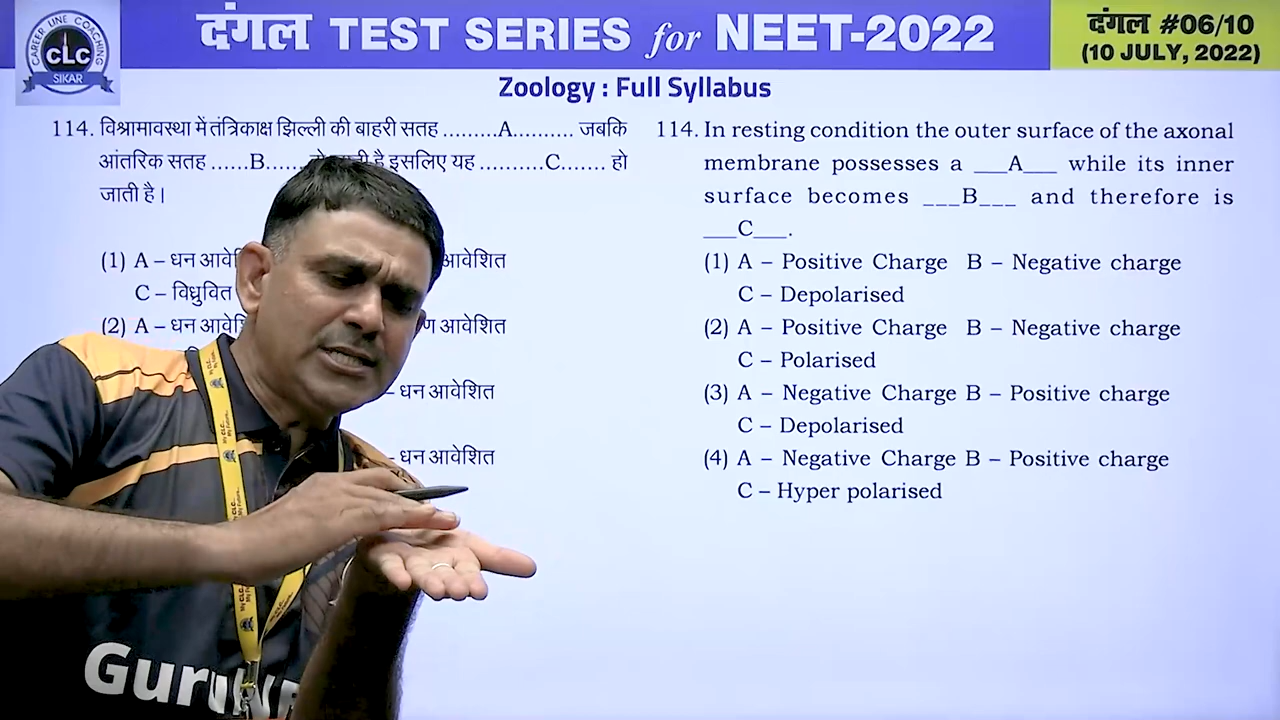 दंगल TEST SERIES for NEET-2022
दंगल #06/10
(10 JULY, 2022)
CAREER LINE COACHING
CLC
SIKAR
Zoology : Full Syllabus
114. विश्रामावस्था में तंत्रिकाक्ष झिल्ली की बाहरी सतह .........A.......... जबकि
आंतरिक सतह ......B...... है इसलिए यह ..........C....... हो
जाती है।
(1) A – धन आवेशित
C – विध्रुवित
(2) A – धन आवेशित
– धन आवेशित
– धन आवेशित
114. In resting condition the outer surface of the axonal
membrane possesses a ___A___ while its inner
surface becomes ___B___ and therefore is
___C___.
(1) A – Positive Charge B – Negative charge
C – Depolarised
(2) A – Positive Charge B – Negative charge
C – Polarised
(3) A – Negative Charge B – Positive charge
C – Depolarised
(4) A – Negative Charge B – Positive charge
C – Hyper polarised